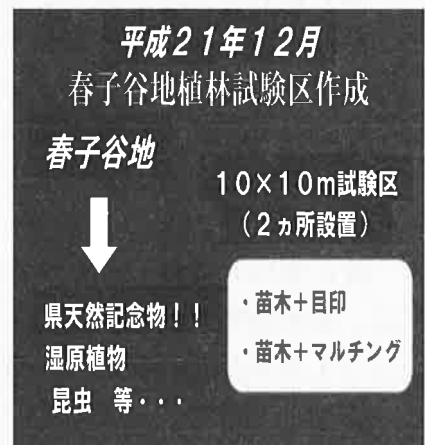 平成２１年１２月
春子谷地植林試験区作成
春子谷地
１０×１０ｍ試験区
（２ヵ所設置）
県天然記念物！！
湿原植物
昆虫　等・・・
・苗木＋目印
・苗木＋マルチング